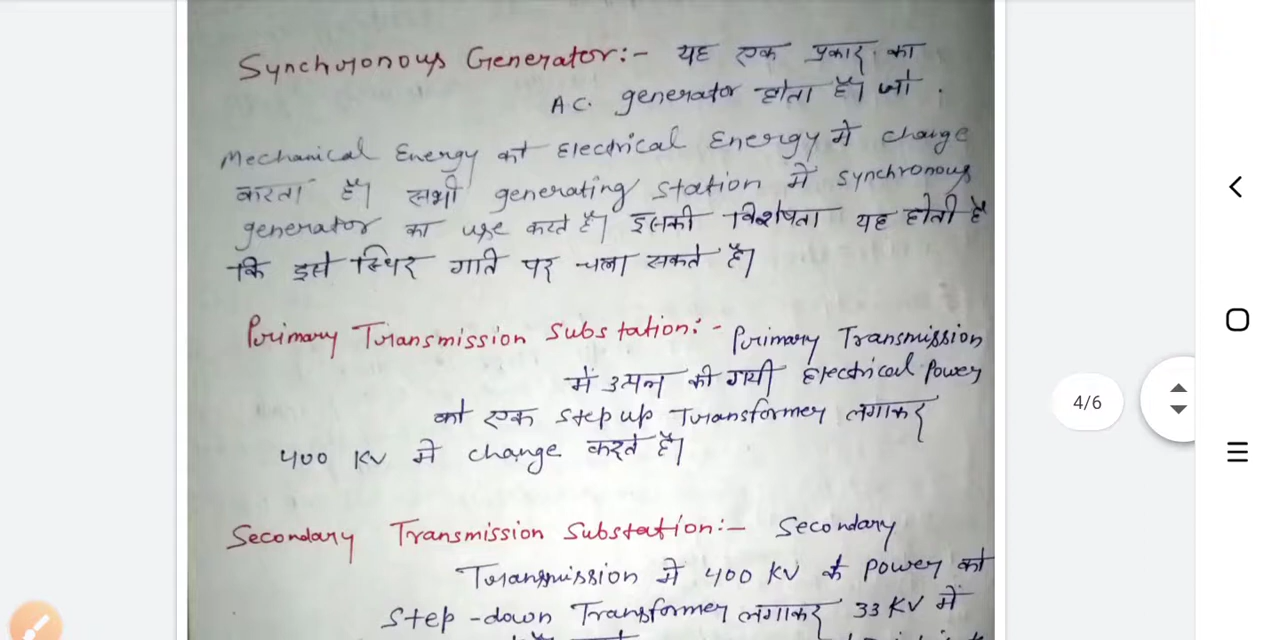 Synchronous Generator:- यह एक प्रकार का
AC. generator होता है। जो
Mechanical Energy को Electrical Energy में change
करता है। सभी generating station में synchronous
generator का use करते है। इसकी विशेषता यह होती है
कि इसे स्थिर गति पर चला सकते है।
Primary Transmission Substation:- Primary Transmission
में उत्पन्न की गयी Electrical Power
को एक Step up Transformer लगाकर
400 KV में change करते है।
4/6
Secondary Transmission Substation:- Secondary
Transmission में 400 KV के Power को
Step-down Transformer लगाकर 33 KV में